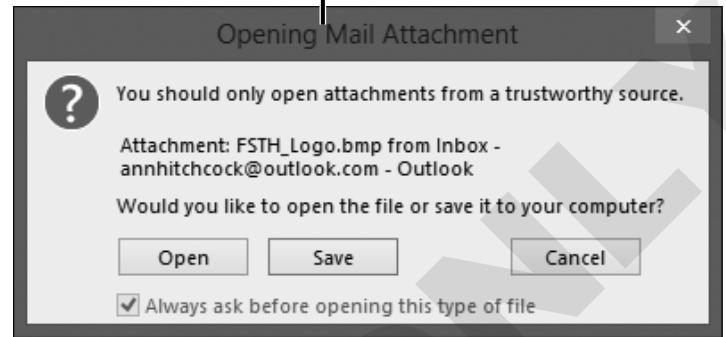 Opening Mail Attachment
You should only open attachments from a trustworthy source.
Attachment: FSTH_Logo.bmp from Inbox -
annhitchcock@outlook.com - Outlook
Would you like to open the file or save it to your computer?
Open Save Cancel
Always ask before opening this type of file